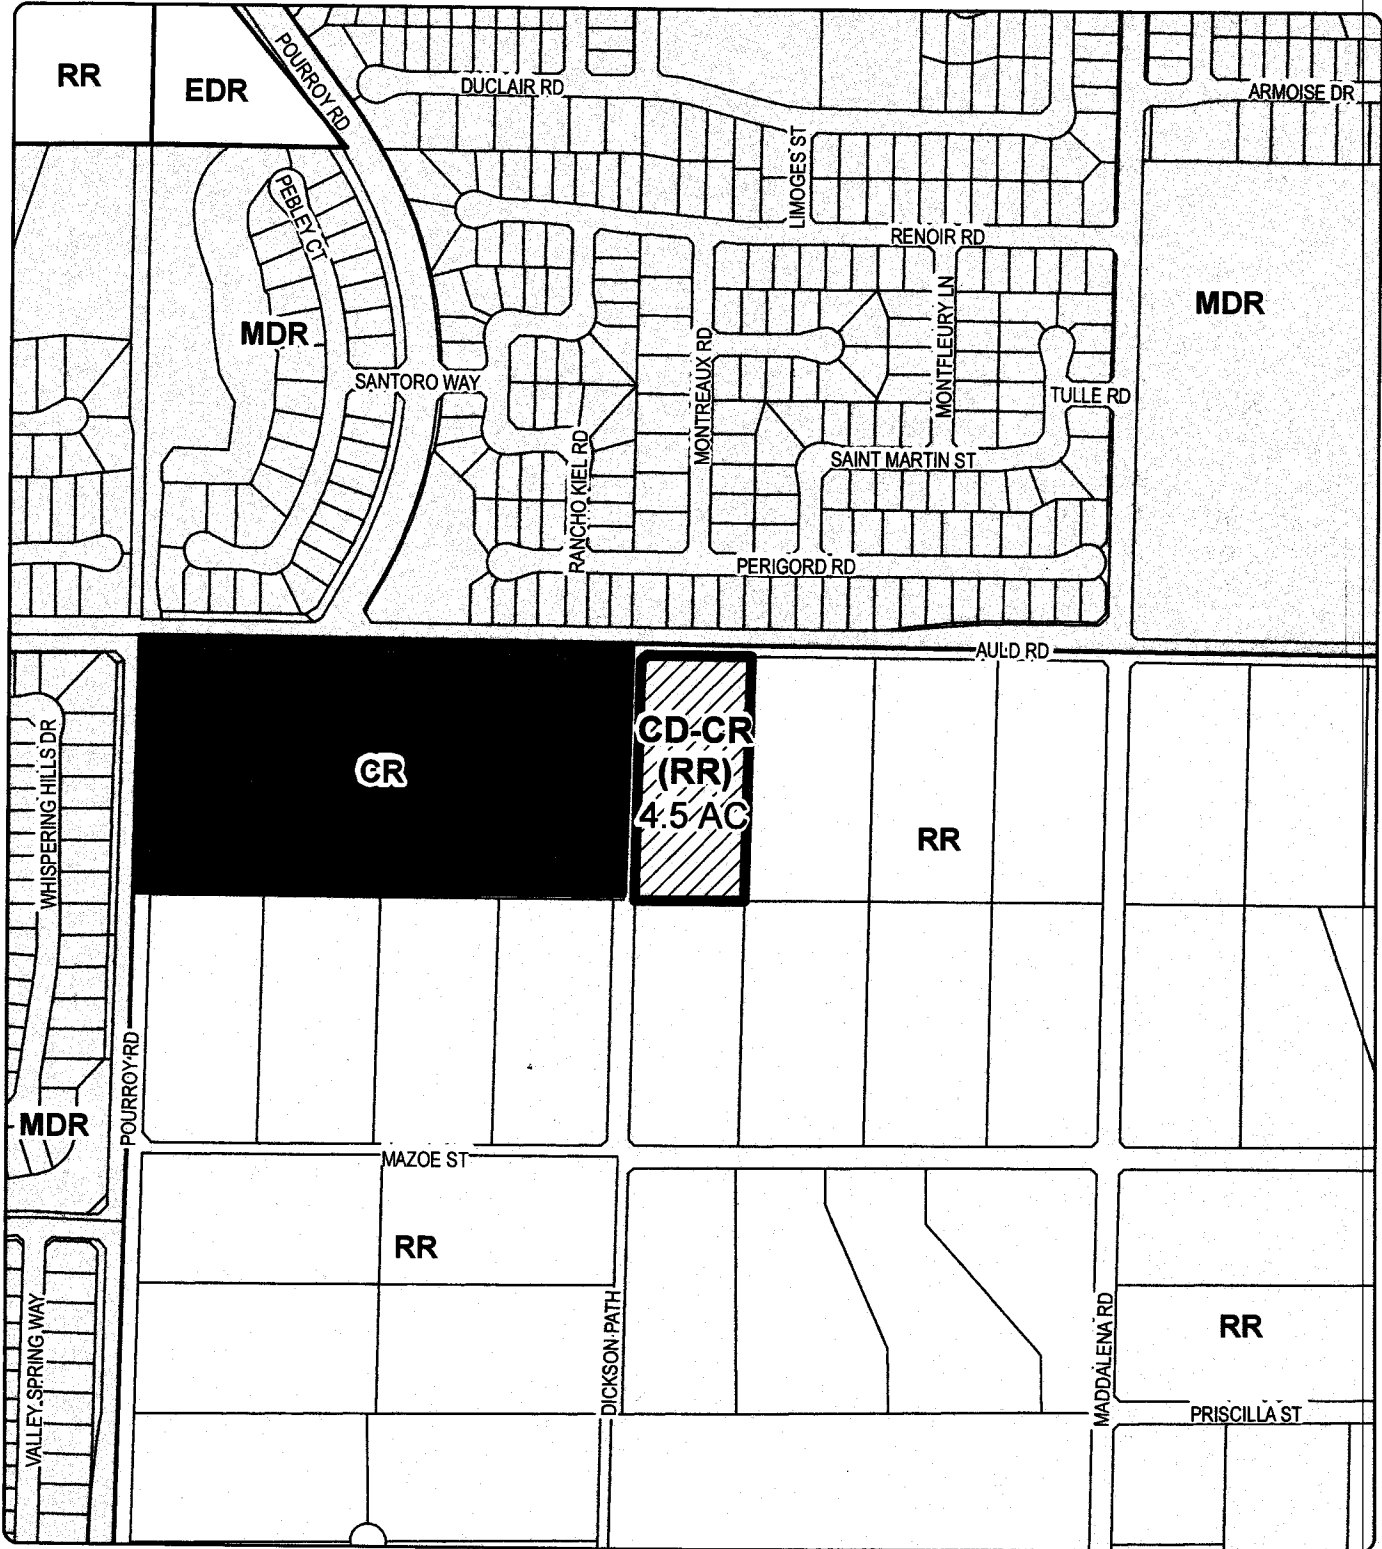 RR
EDR
POURROY RD
DUCLAIR RD
ARMOISE DR
LIMOGES ST
PEBLEY CT
RENOIR RD
MDR
MONTFLEURY LN
MDR
MONTREAUX RD
SANTORO WAY
TULLE RD
RANCHO KIEL RD
SAINT MARTIN ST
PERIGORD RD
AULD RD
CR
CD-CR
(RR)
4.5 AC
WHISPERING HILLS DR
RR
POURROY RD
MDR
MAZOE ST
RR
VALLEY SPRING WAY
DICKSON PATH
MADDALENA RD
RR
PRISCILLA ST